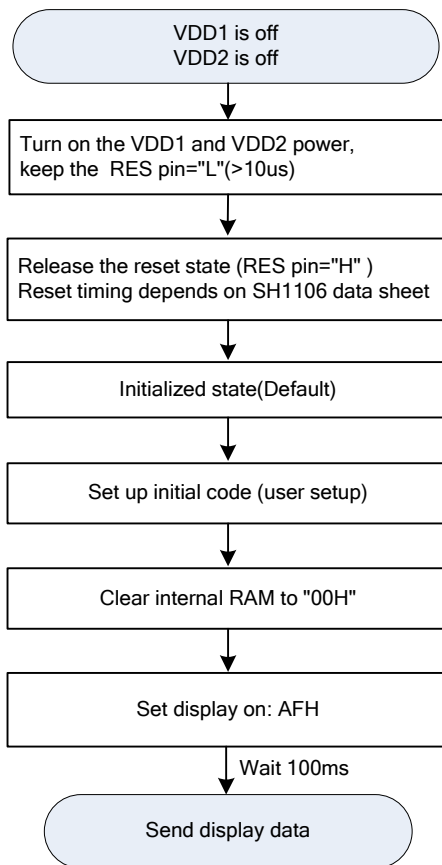 VDD1 is off
VDD2 is off
Turn on the VDD1 and VDD2 power,
keep the RES pin="L"(>10us)
Release the reset state (RES pin="H" )
Reset timing depends on SH1106 data sheet
Initialized state(Default)
Set up initial code (user setup)
Clear internal RAM to "00H"
Set display on: AFH
Wait 100ms
Send display data